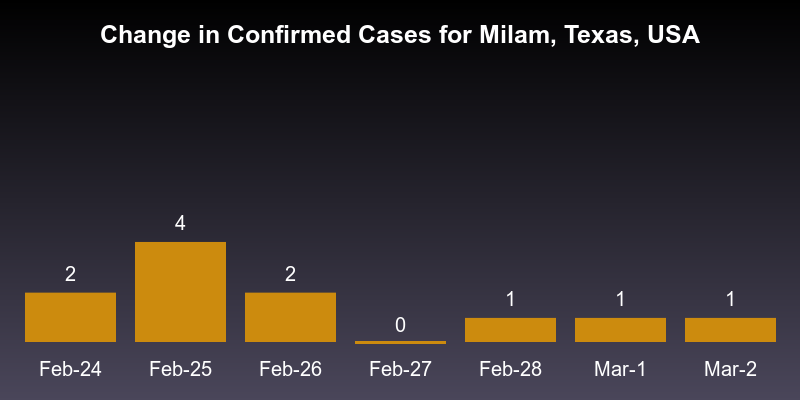 Change in Confirmed Cases for Milam, Texas, USA
4
2 2
1 1 1
0
Feb-24 Feb-25 Feb-26 Feb-27 Feb-28 Mar-1 Mar-2